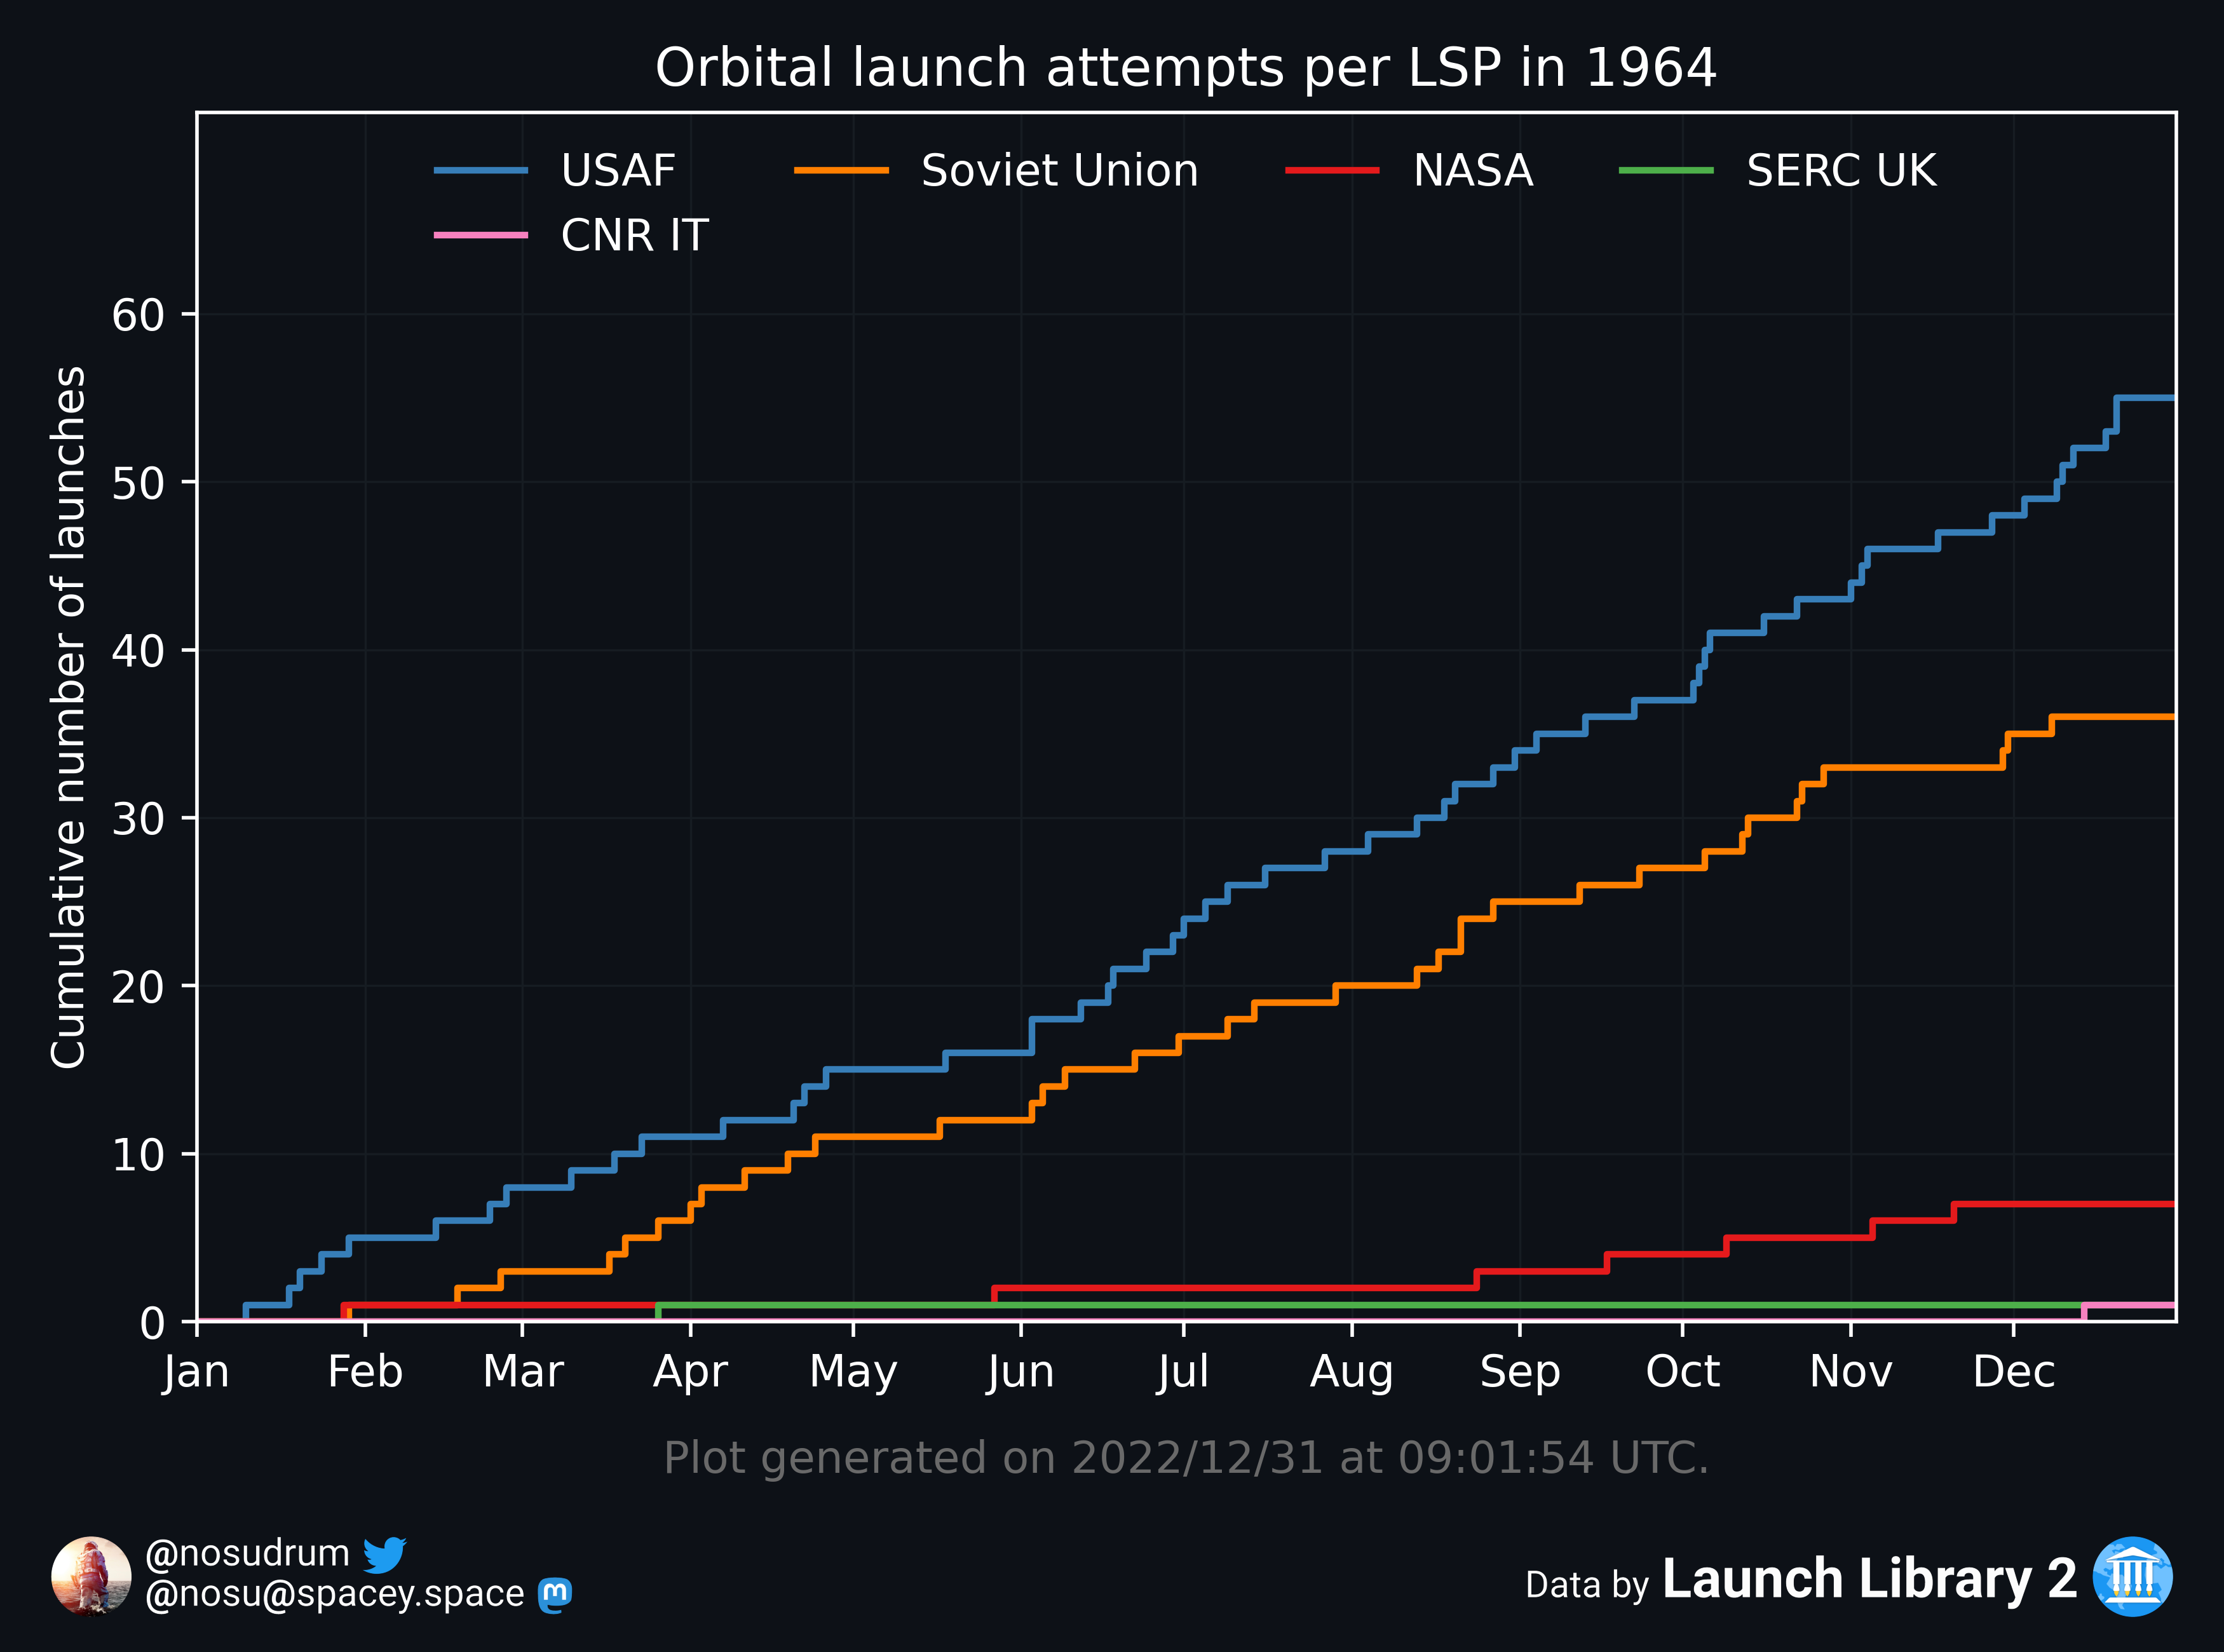 Orbital launch attempts per LSP in 1964
USAF Soviet Union NASA SERC UK
CNR IT
Cumulative number of launches
60
50
40
30
20
10
0
Jan Feb Mar Apr May Jun Jul Aug Sep Oct Nov Dec
Plot generated on 2022/12/31 at 09:01:54 UTC.
@nosudrum
@nosu@spacey.space
Data by Launch Library 2